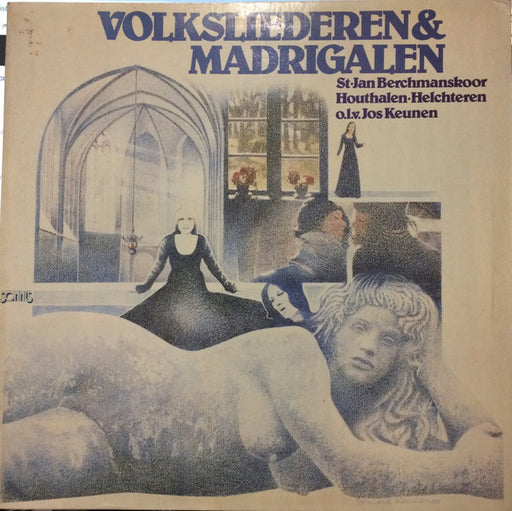 VOLKSLIEDEREN &
MADRIGALEN
St-Jan Berchmanskoor
Houthalen-Helchteren
o.l.v. Jos Keunen